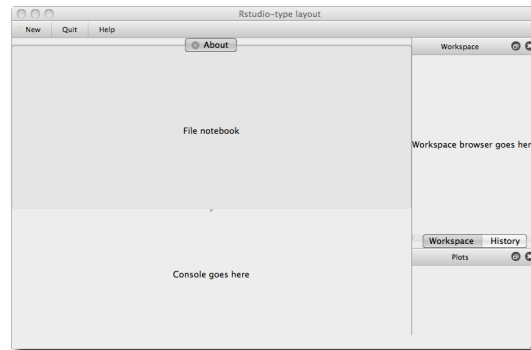 Rstudio-type layout
New Quit Help
About
File notebook
Console goes here
Workspace
Workspace browser goes her
Workspace History
Plots